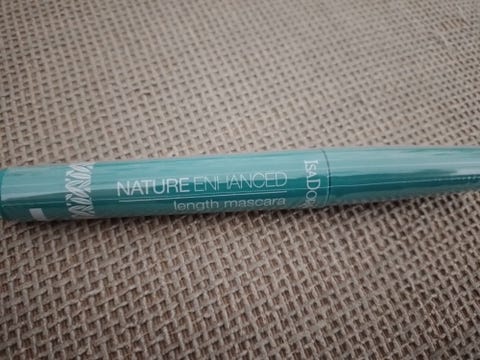 NATURE ENHANCED
length mascara
ISADORA